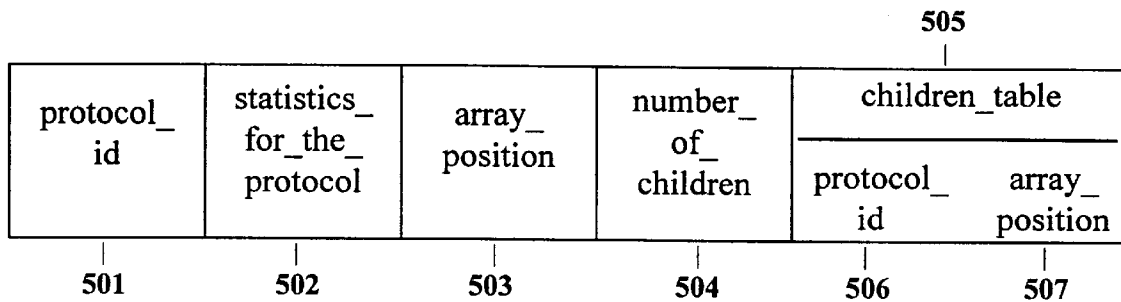 505
protocol_
id
statistics_
for_the_
protocol
array_
position
number_
of_
children
children_table
protocol_
id
array_
position
501
502
503
504
506
507